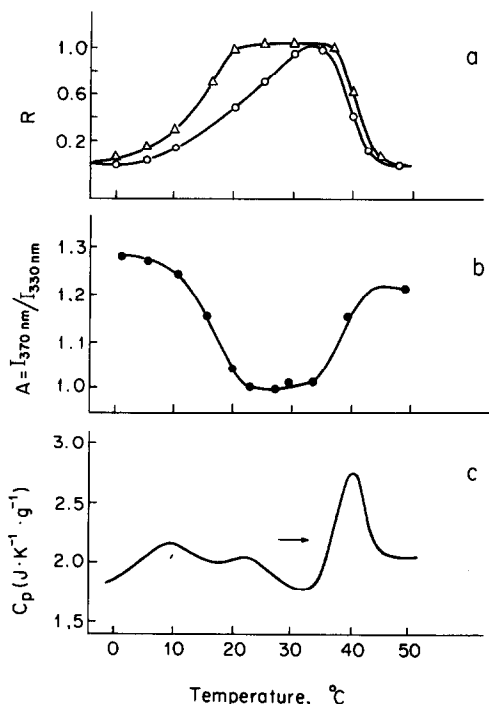 a
1.0
0.6
0.2
R
b
1.3
1.2
1.1
1.0
A = I370 nm/I330 nm
c
3.0
2.5
2.0
1.5
Cp (J · K⁻¹ · g⁻¹)
0 10 20 30 40 50
Temperature, °C